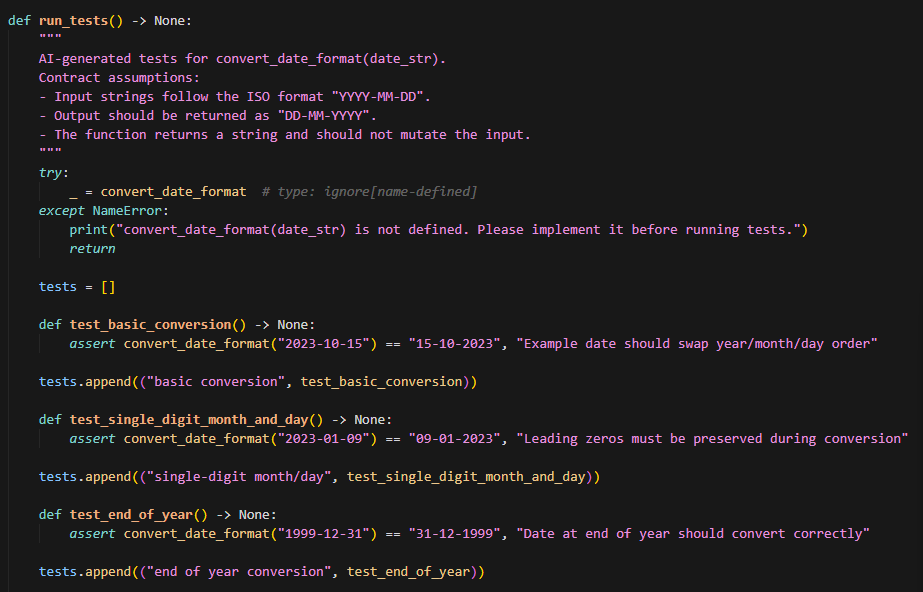 def run_tests() -> None:
    """
    AI-generated tests for convert_date_format(date_str).
    Contract assumptions:
    - Input strings follow the ISO format "YYYY-MM-DD".
    - Output should be returned as "DD-MM-YYYY".
    - The function returns a string and should not mutate the input.
    """
    try:
        _ = convert_date_format  # type: ignore[name-defined]
    except NameError:
        print("convert_date_format(date_str) is not defined. Please implement it before running tests.")
        return

    tests = []

    def test_basic_conversion() -> None:
        assert convert_date_format("2023-10-15") == "15-10-2023", "Example date should swap year/month/day order"

    tests.append(("basic conversion", test_basic_conversion))

    def test_single_digit_month_and_day() -> None:
        assert convert_date_format("2023-01-09") == "09-01-2023", "Leading zeros must be preserved during conversion"

    tests.append(("single-digit month/day", test_single_digit_month_and_day))

    def test_end_of_year() -> None:
        assert convert_date_format("1999-12-31") == "31-12-1999", "Date at end of year should convert correctly"

    tests.append(("end of year conversion", test_end_of_year))